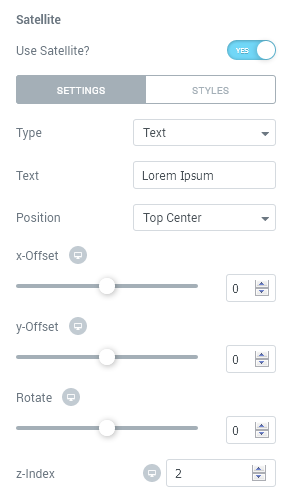 Satellite
Use Satellite? YES
SETTINGS STYLES
Type Text
Text Lorem Ipsum
Position Top Center
x-Offset
0
y-Offset
0
Rotate
0
z-Index 2